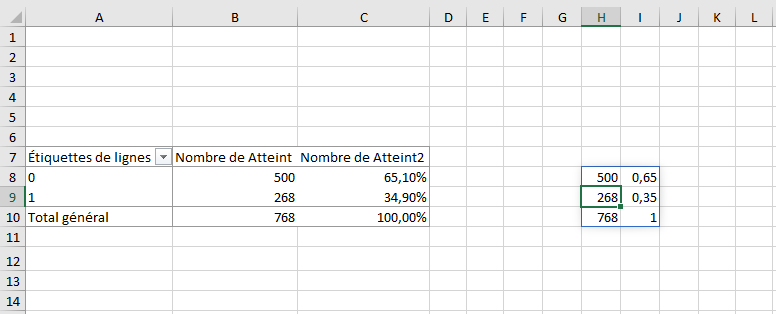 A B C D E F G H I J K L
1
2
3
4
5
6
7 Étiquettes de lignes Nombre de Atteint Nombre de Atteint2
8 0 500 65,10% 500 0,65
9 1 268 34,90% 268 0,35
10 Total général 768 100,00% 768 1
11
12
13
14